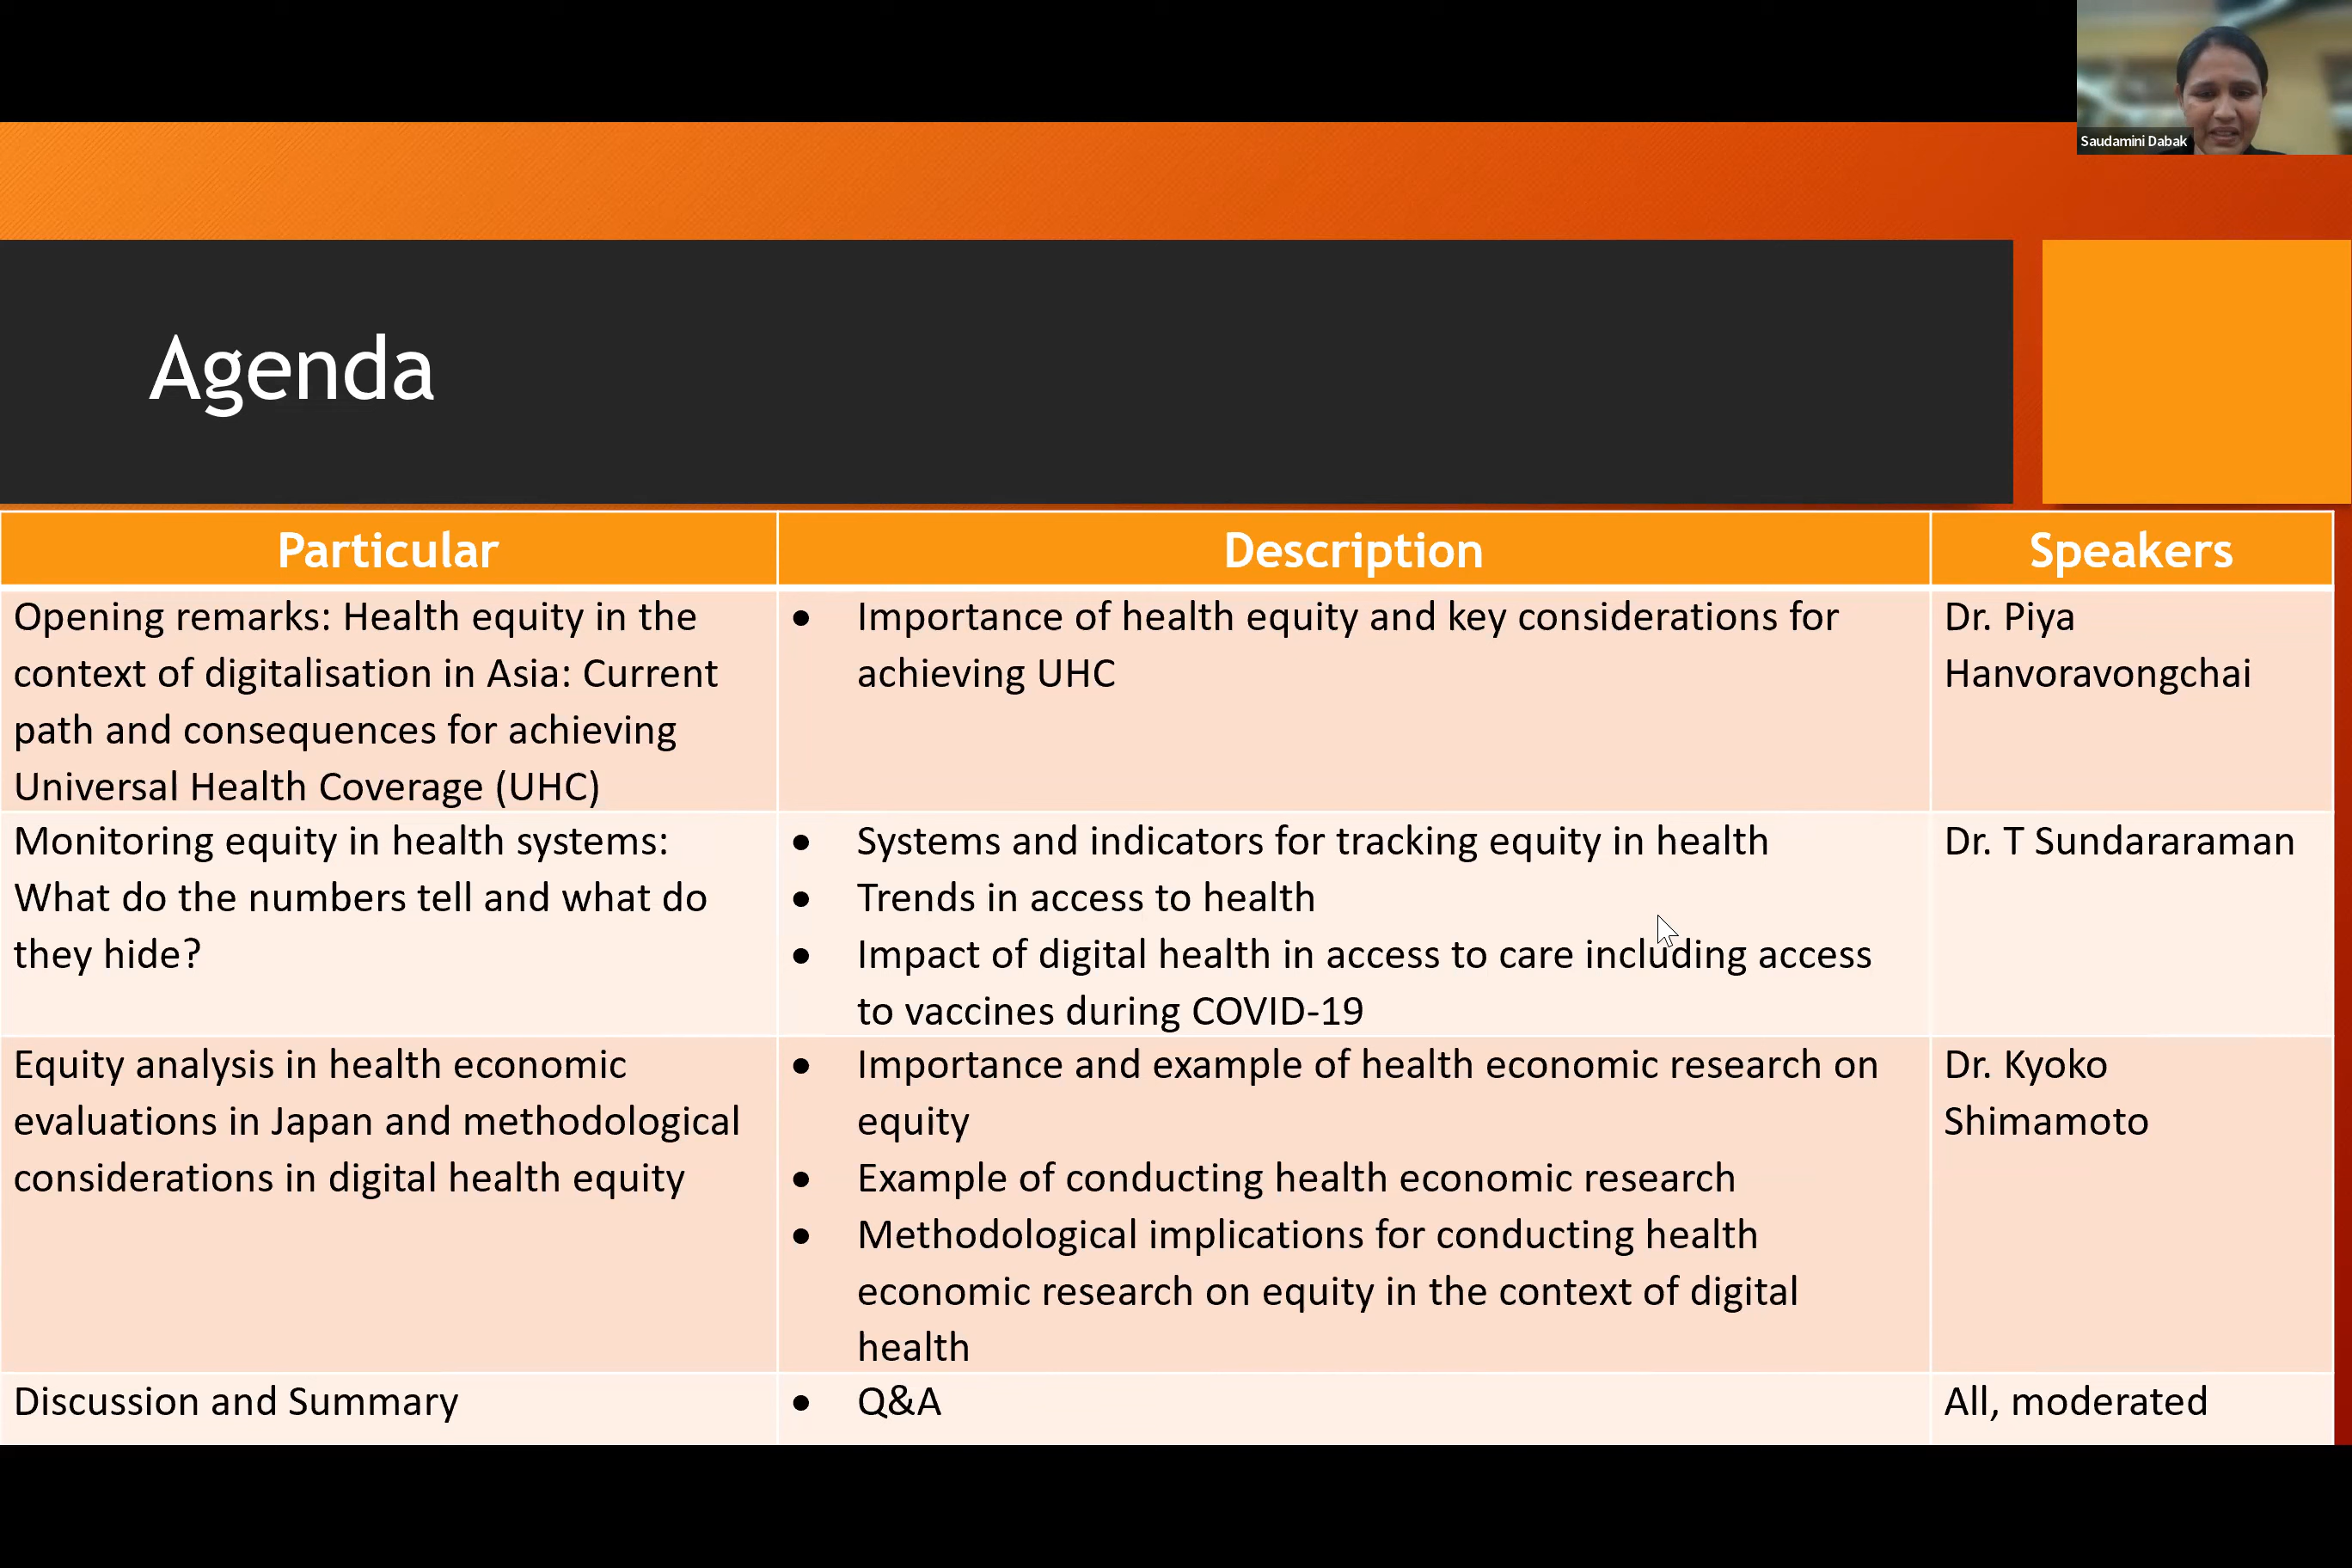 Saudamini Dabak
Agenda
Particular
Description
Speakers
Opening remarks: Health equity in the
context of digitalisation in Asia: Current
path and consequences for achieving
Universal Health Coverage (UHC)
● Importance of health equity and key considerations for
achieving UHC
Dr. Piya
Hanvoravongchai
Monitoring equity in health systems:
What do the numbers tell and what do
they hide?
● Systems and indicators for tracking equity in health
● Trends in access to health
● Impact of digital health in access to care including access
to vaccines during COVID-19
Dr. T Sundararaman
Equity analysis in health economic
evaluations in Japan and methodological
considerations in digital health equity
● Importance and example of health economic research on
equity
● Example of conducting health economic research
● Methodological implications for conducting health
economic research on equity in the context of digital
health
Dr. Kyoko
Shimamoto
Discussion and Summary
● Q&A
All, moderated